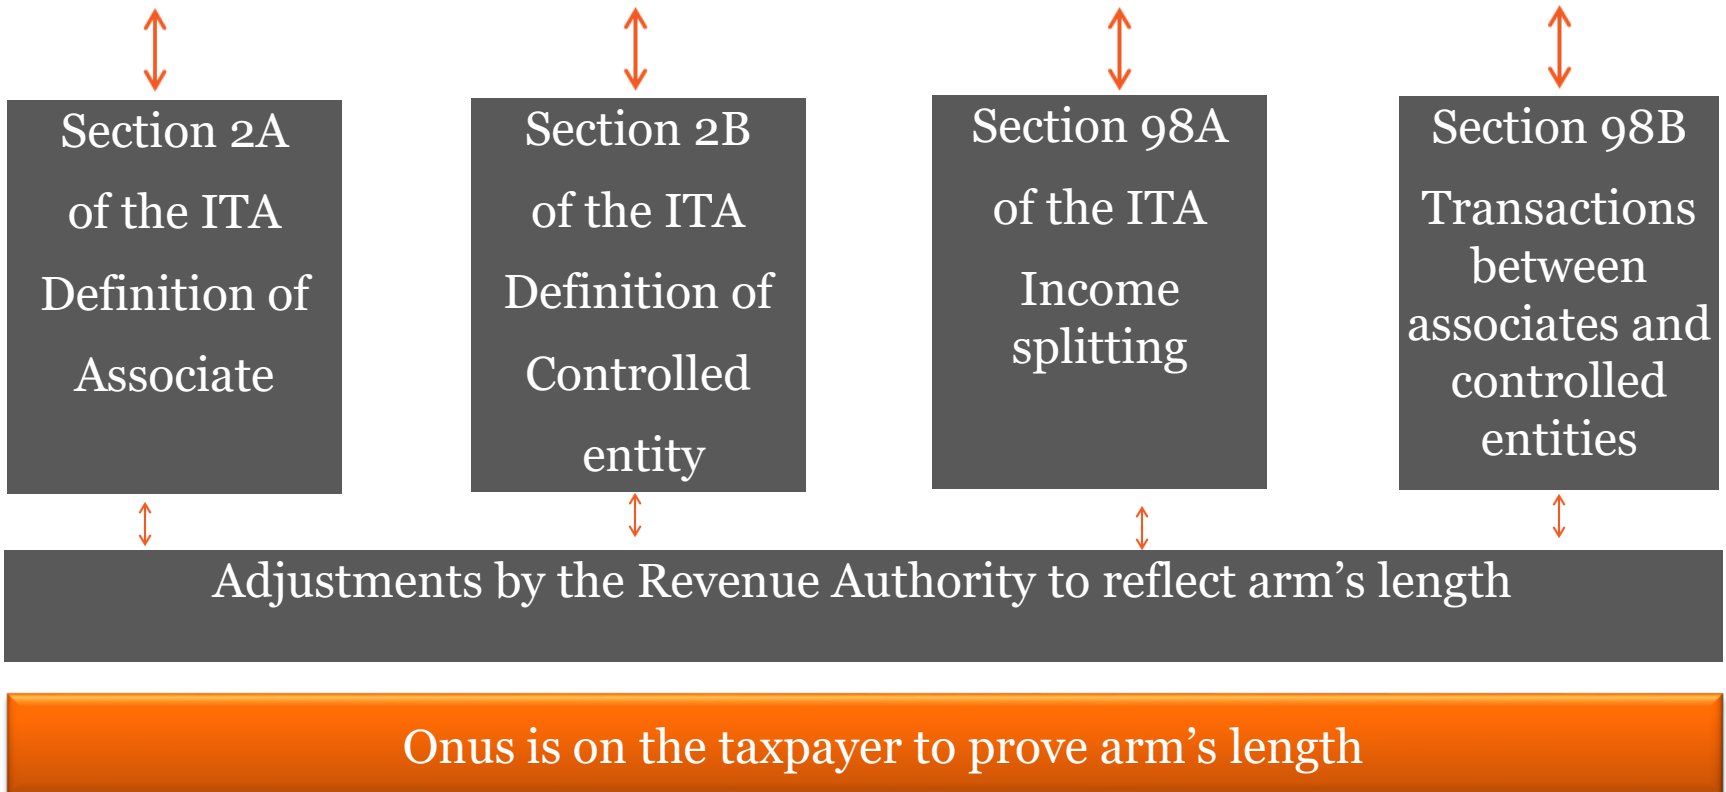 Section 2A
of the ITA
Definition of
Associate
Section 2B
of the ITA
Definition of
Controlled
entity
Section 98A
of the ITA
Income
splitting
Section 98B
Transactions
between
associates and
controlled
entities
Adjustments by the Revenue Authority to reflect arm’s length
Onus is on the taxpayer to prove arm’s length